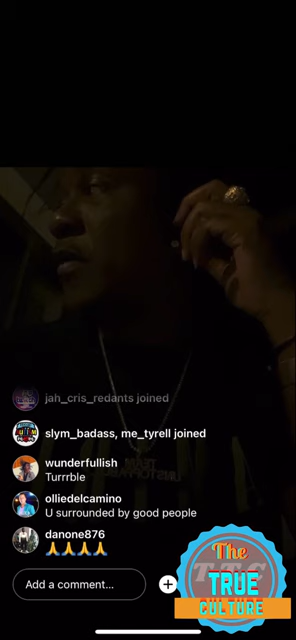 jah_cris_redants joined
slym_badass, me_tyrell joined
wunderfullish
Turrrble
olliedelcamino
U surrounded by good people
danone876
🙏🙏🙏🙏
Add a comment...
The
TRUE
CULTURE